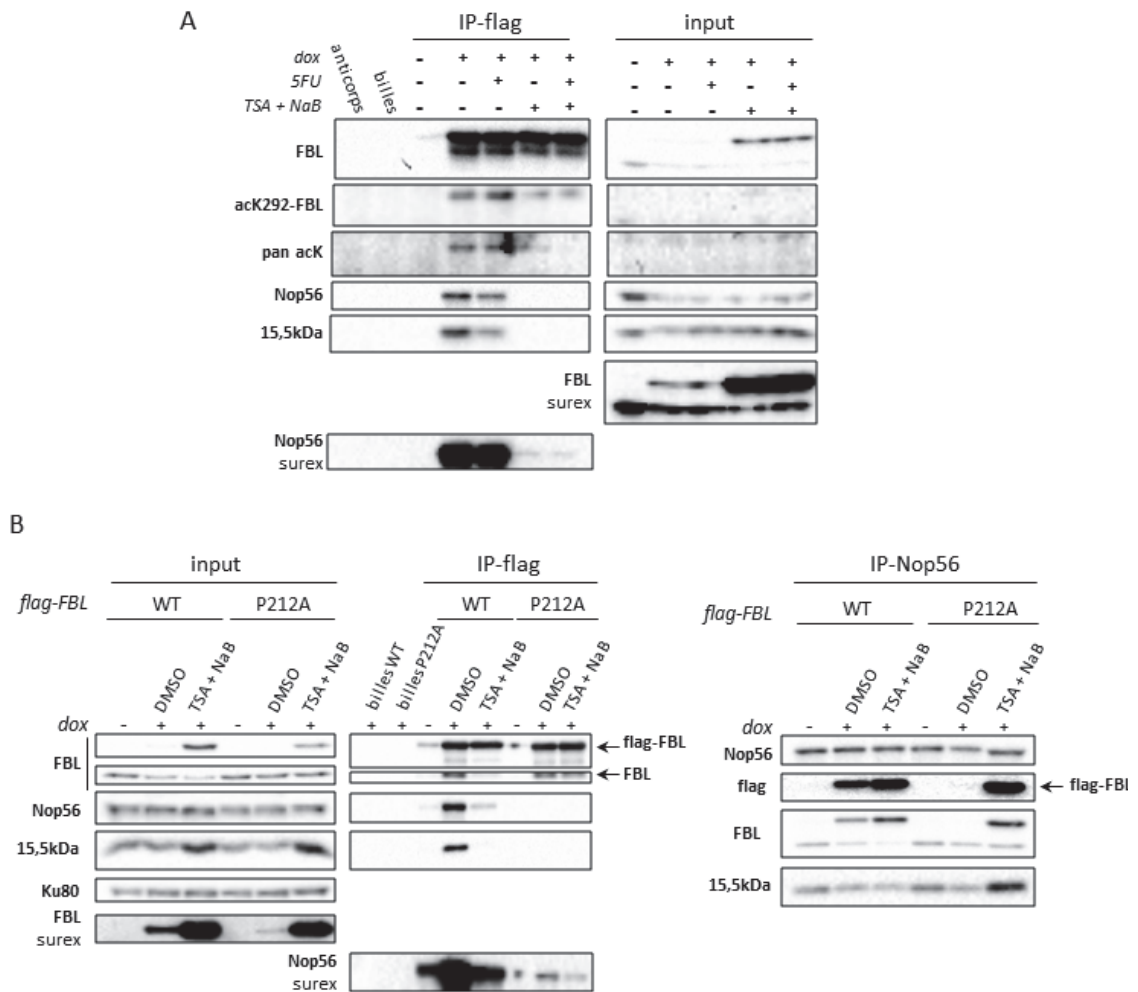 A
IP-flag
input
anticorps
billes
dox - + + + + - + + + +
5FU - - + - + - - + - +
TSA + NaB - - - + + - - - + +
FBL
acK292-FBL
pan acK
Nop56
15,5kDa
FBL
surex
Nop56
surex
B
input
IP-flag
IP-Nop56
flag-FBL
WT
P212A
WT
P212A
flag-FBL
WT
P212A
DMSO
TSA + NaB
DMSO
TSA + NaB
billes WT
billes P212A
DMSO
TSA + NaB
DMSO
TSA + NaB
DMSO
TSA + NaB
DMSO
TSA + NaB
dox - + + - + + + + - + + - + +
dox - + + - + +
FBL
flag-FBL
FBL
Nop56
15,5kDa
Ku80
FBL
surex
Nop56
surex
Nop56
flag
flag-FBL
FBL
15,5kDa